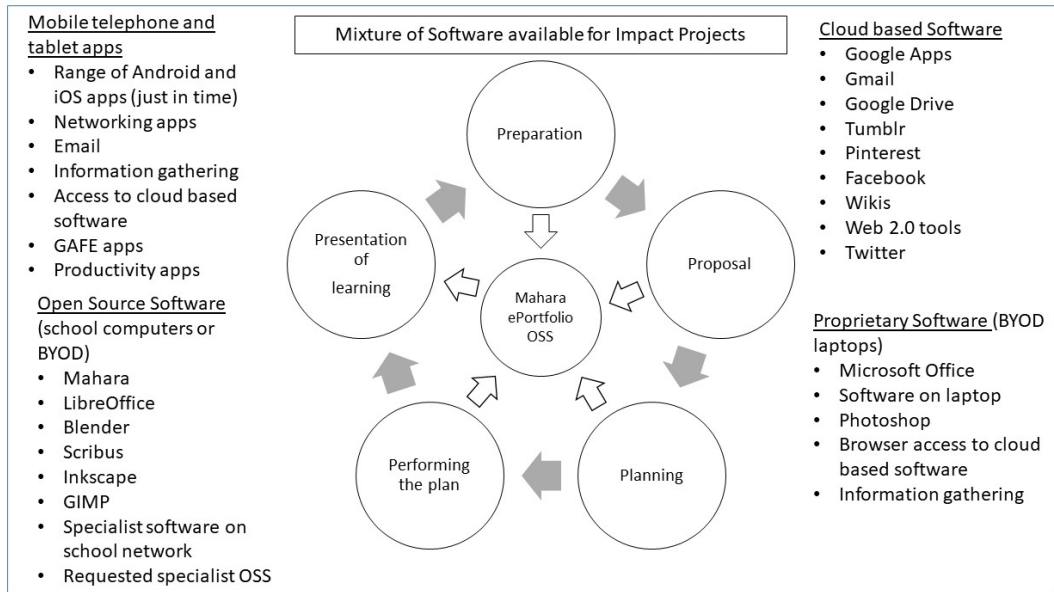 Mobile telephone and
tablet apps
• Range of Android and
iOS apps (just in time)
• Networking apps
• Email
• Information gathering
• Access to cloud based
software
• GAFE apps
• Productivity apps
Open Source Software
(school computers or
BYOD)
• Mahara
• LibreOffice
• Blender
• Scribus
• Inkscape
• GIMP
• Specialist software on
school network
• Requested specialist OSS
Mixture of Software available for Impact Projects
Preparation
Proposal
Planning
Performing
the plan
Presentation
of
learning
Mahara
ePortfolio
OSS
Cloud based Software
• Google Apps
• Gmail
• Google Drive
• Tumblr
• Pinterest
• Facebook
• Wikis
• Web 2.0 tools
• Twitter
Proprietary Software (BYOD
laptops)
• Microsoft Office
• Software on laptop
• Photoshop
• Browser access to cloud
based software
• Information gathering